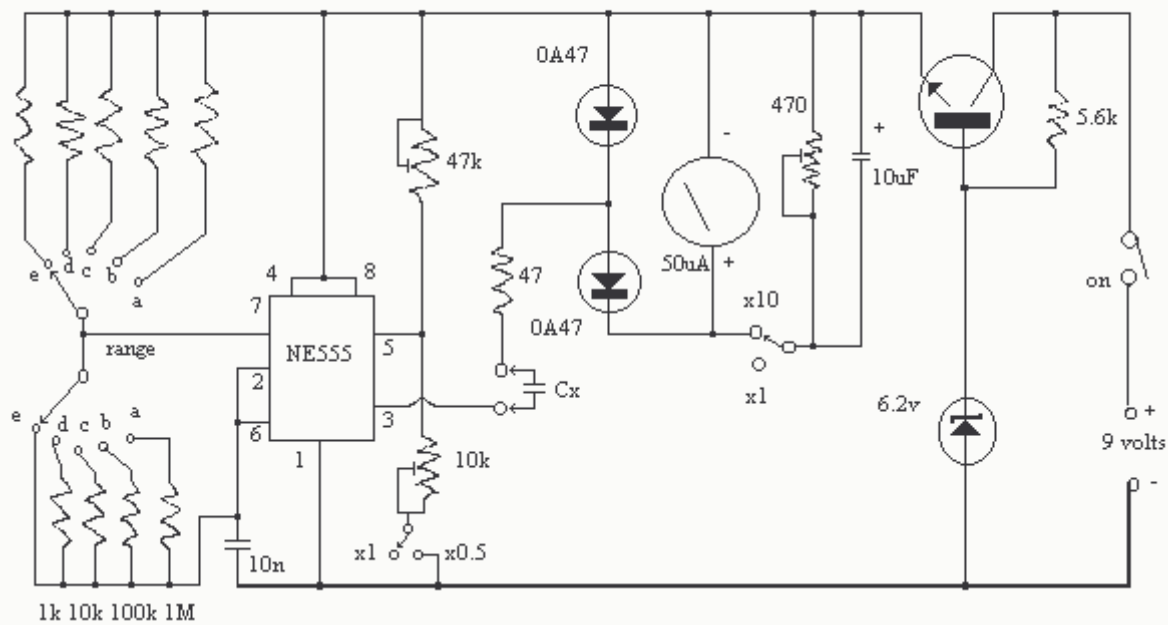 0A47
470
+
5.6k
47k
-
10uF
e d c b a
4 8
47
50uA +
7
x10
on
range
NE555
5
0A47
2
Cx
x1
e d c b a
3
6.2v
+
6
9 volts
1
10k
-
x1 x0.5
10n
1k 10k 100k 1M